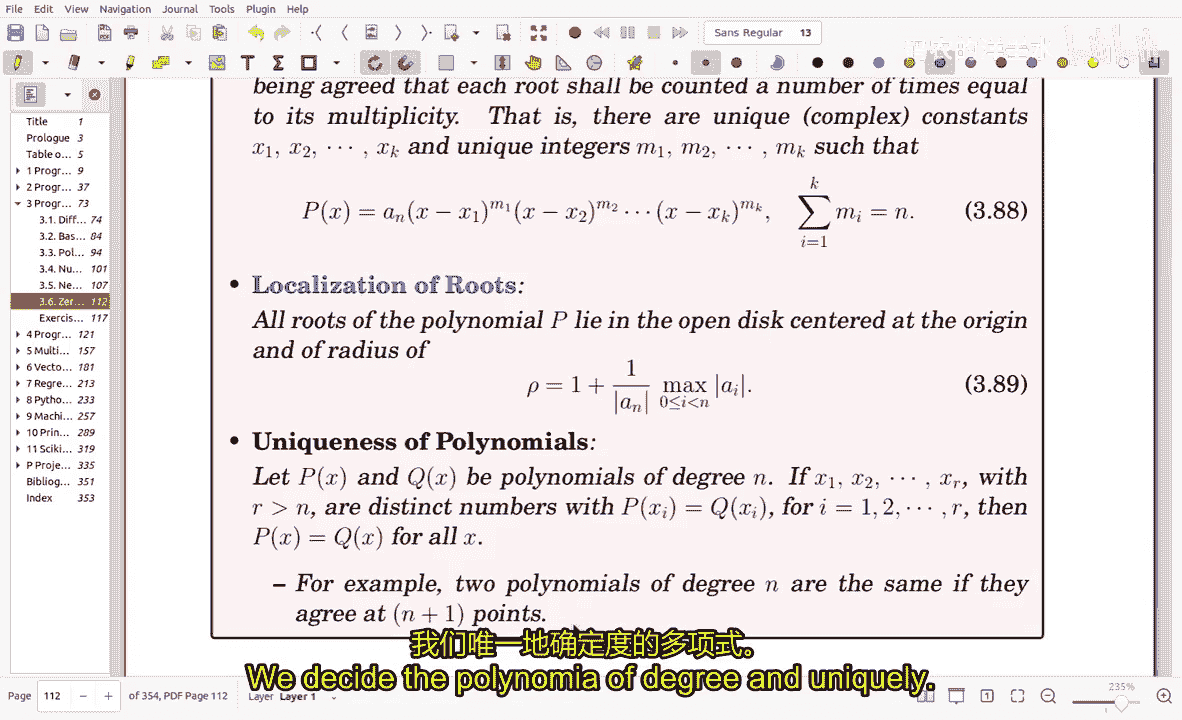 File Edit View Navigation Journal Tools Plugin Help
Sans Regular 13
Title 1
Prologue 3
Table o... 5
1 Progr... 9
2 Progr... 37
3 Progr... 73
3.1. Diff... 74
3.2. Bas... 84
3.3. Pol... 94
3.4. Nu... 101
3.5. Ne... 107
3.6. Zer... 112
Exercis... 117
4 Progr... 121
5 Multi... 157
6 Vecto... 181
7 Regre... 213
8 Pytho... 233
9 Machi... 257
10 Prin... 289
11 Sciki... 319
P Proje... 335
Bibliog... 351
Index 353
being agreed that each root shall be counted a number of times equal
to its multiplicity. That is, there are unique (complex) constants
x₁, x₂, ⋯ , xₖ and unique integers m₁, m₂, ⋯ , mₖ such that
P(x) = aₙ(x − x₁)^{m₁}(x − x₂)^{m₂} ⋯ (x − xₖ)^{mₖ}, ∑_{i=1}^{k} mᵢ = n. (3.88)
• Localization of Roots:
All roots of the polynomial P lie in the open disk centered at the origin
and of radius of
ρ = 1 + 1/|aₙ| max_{0≤i<n} |aᵢ|. (3.89)
• Uniqueness of Polynomials:
Let P(x) and Q(x) be polynomials of degree n. If x₁, x₂, ⋯ , xᵣ, with
r > n, are distinct numbers with P(xᵢ) = Q(xᵢ), for i = 1, 2, ⋯ , r, then
P(x) = Q(x) for all x.
– For example, two polynomials of degree n are the same if they
agree at (n + 1) points.
我们唯一地确定度的多项式。
We decide the polynomia of degree and uniquely.
Page 112 − + of 354, PDF Page 112 Layer Layer 1
235%